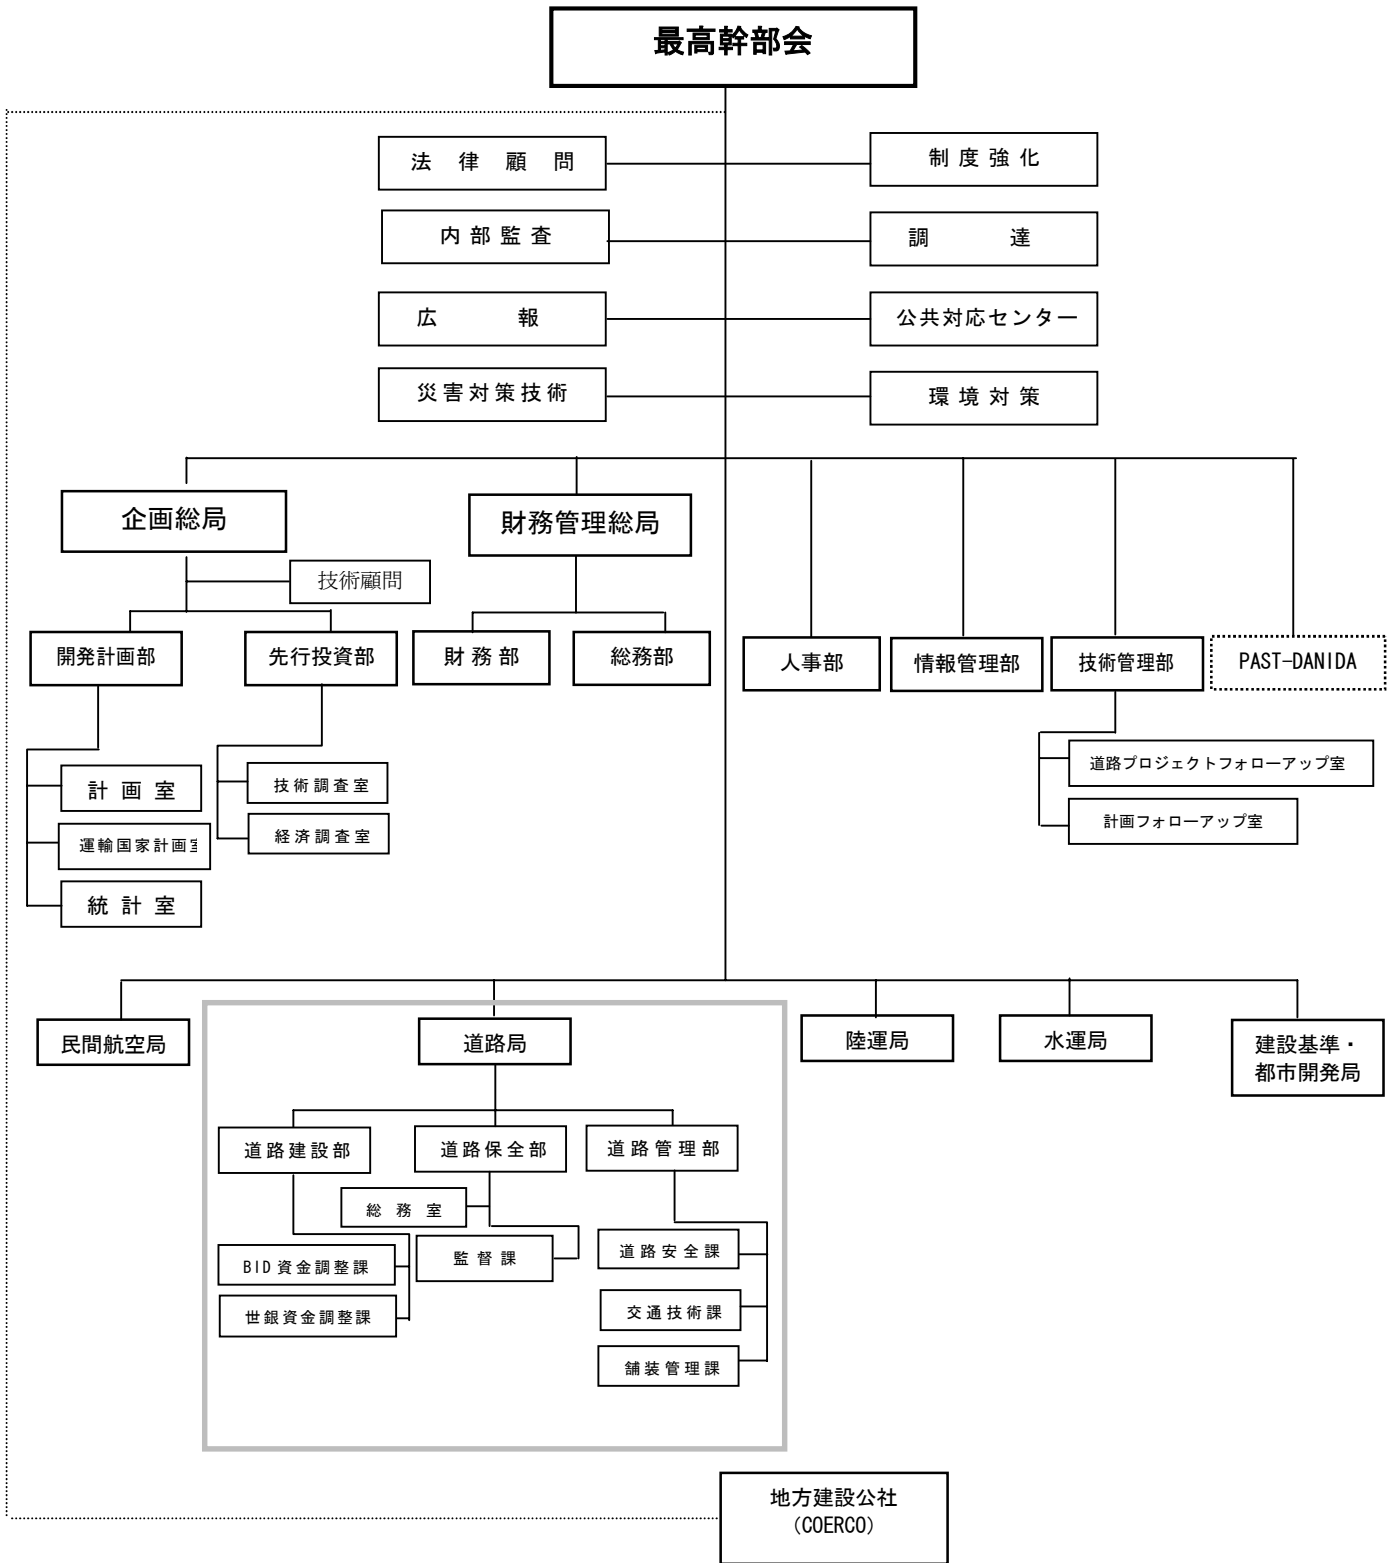 最高幹部会
法律顧問
制度強化
内部監査
調達
広報
公共対応センター
災害対策技術
環境対策
企画総局
財務管理総局
技術顧問
開発計画部
先行投資部
財務部
総務部
人事部
情報管理部
技術管理部
PAST-DANIDA
計画室
運輸国家計画
統計室
技術調査室
経済調査室
道路プロジェクトフォローアップ室
計画フォローアップ室
民間航空局
道路局
陸運局
水運局
建設基準・
都市開発局
道路建設部
道路保全部
道路管理部
総務室
監督課
BID資金調整課
世銀資金調整課
道路安全課
交通技術課
舗装管理課
地方建設公社
(COERCO)